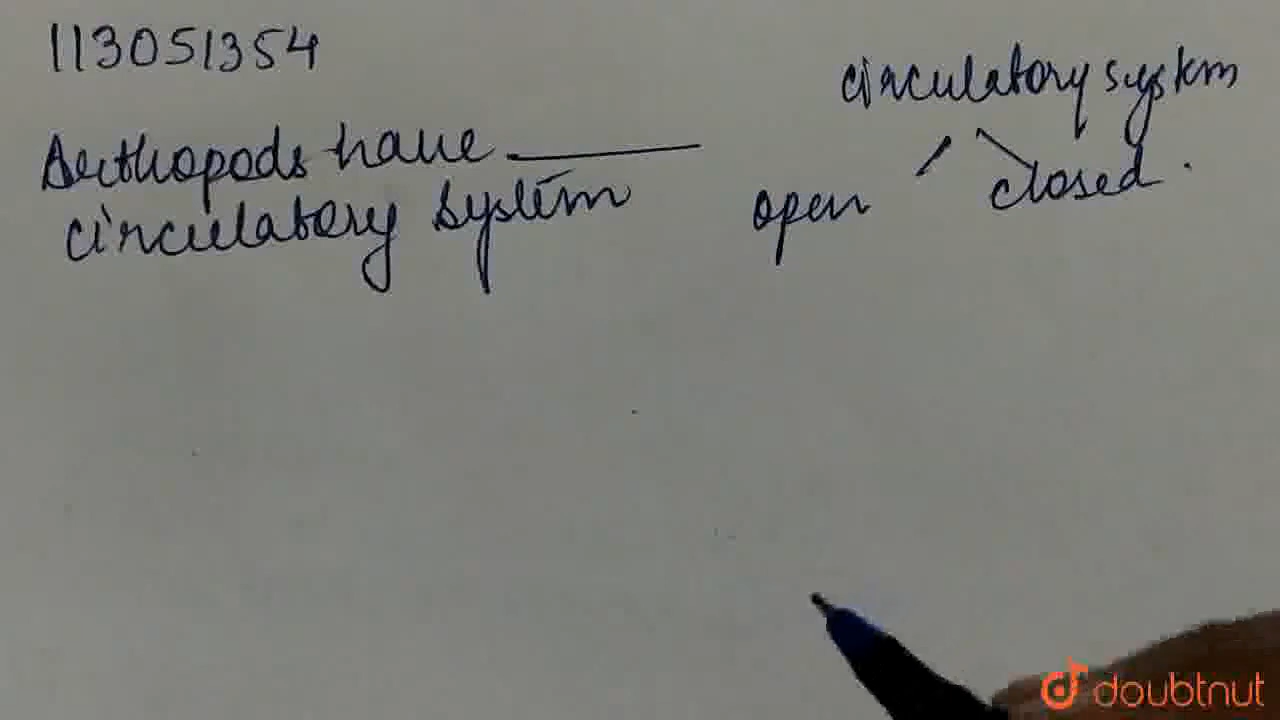 113051354
Arthopods have ______
circulatory system
circulatory system
open closed.
doubtnut